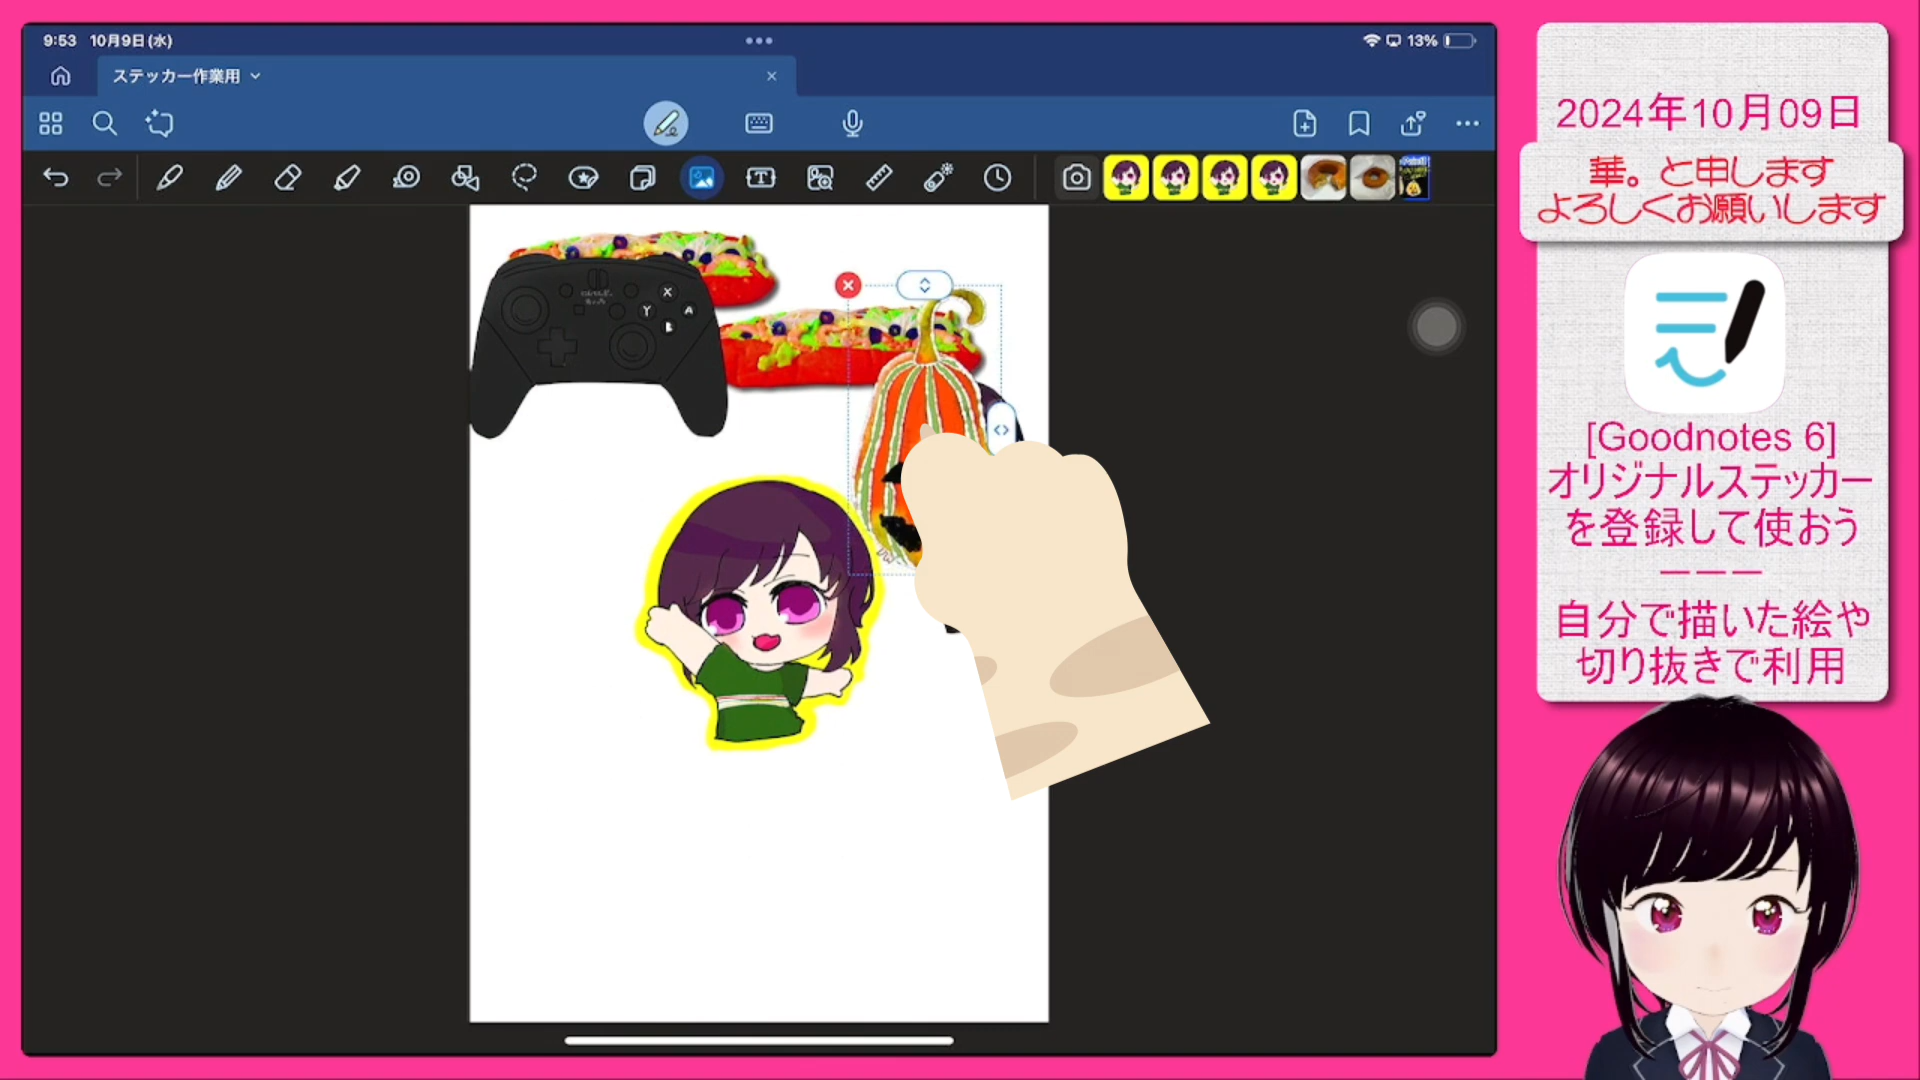 9:53 10月9日(水)
13%
ステッカー作業用
X
Y
A
B
2024年10月09日
華。と申します
よろしくお願いします
[Goodnotes 6]
オリジナルステッカー
を登録して使おう
ーーー
自分で描いた絵や
切り抜きで利用